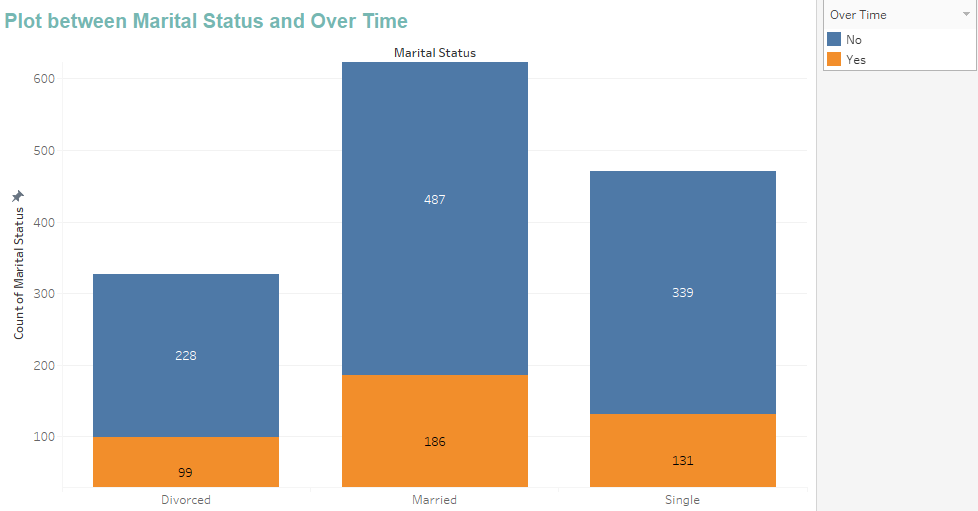 Plot between Marital Status and Over Time
Over Time
No
Yes
Marital Status
Count of Marital Status
600
500
400
300
200
100
487
339
228
186
131
99
Divorced
Married
Single